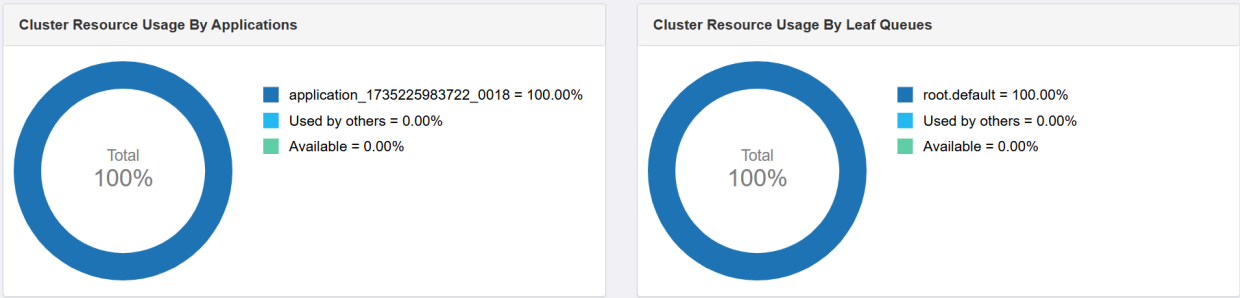 Cluster Resource Usage By Applications
Total
100%
application_1735225983722_0018 = 100.00%
Used by others = 0.00%
Available = 0.00%
Cluster Resource Usage By Leaf Queues
Total
100%
root.default = 100.00%
Used by others = 0.00%
Available = 0.00%